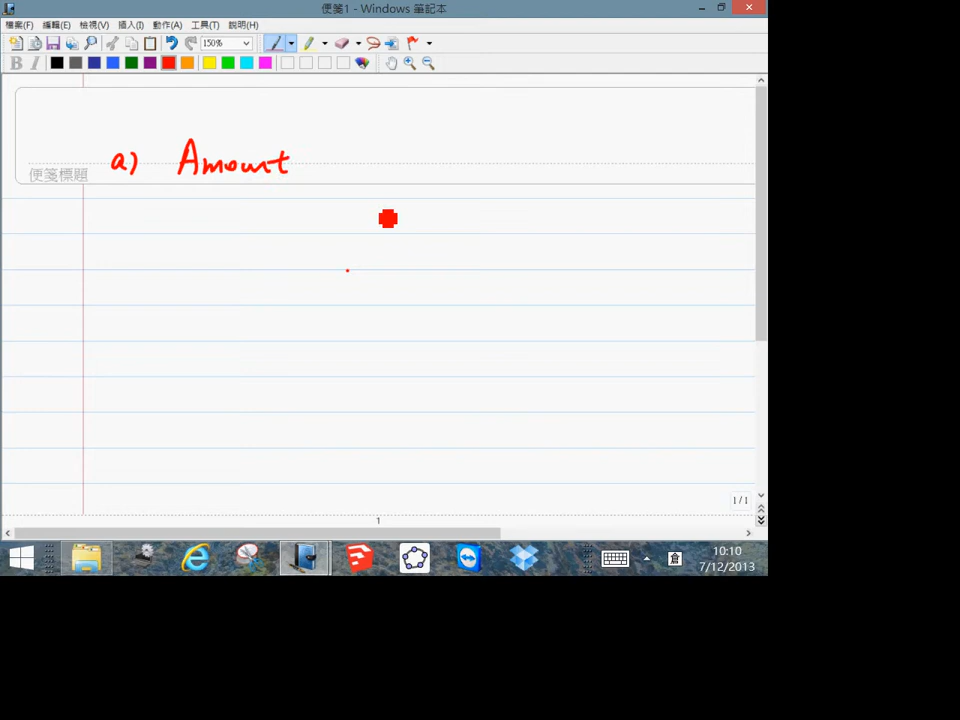 便箋1 - Windows 筆記本
檔案(F) 編輯(E) 檢視(V) 插入(I) 動作(A) 工具(T) 說明(H)
150%
B I
a) Amount
便箋標題
1 / 1
1
倉 10:10
7/12/2013